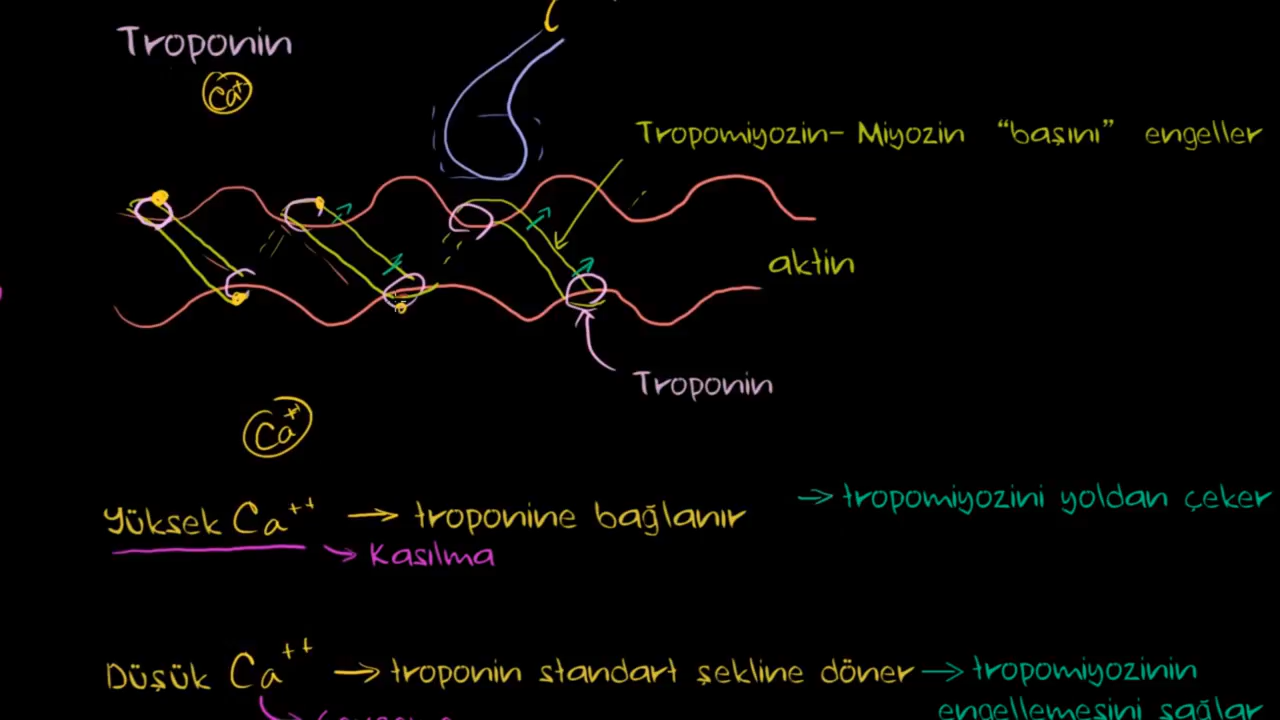 Troponin
Ca+
Tropomiyozin- Miyozin “başını” engeller
aktin
Troponin
Ca++
Yüksek Ca++ → troponine bağlanır → tropomiyozini yoldan çeker
→ Kasılma
Düşük Ca++ → troponin standart şekline döner → tropomiyozinin
engellemesini sağlar